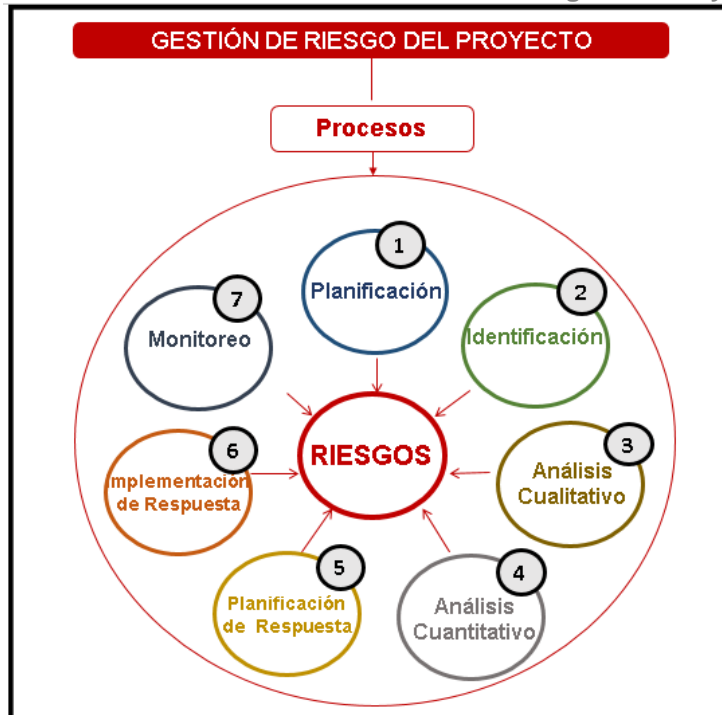 GESTIÓN DE RIESGO DEL PROYECTO
Procesos
1
Planificación
2
Identificación
3
Análisis
Cualitativo
4
Análisis
Cuantitativo
5
Planificación
de Respuesta
6
Implementación
de Respuesta
7
Monitoreo
RIESGOS